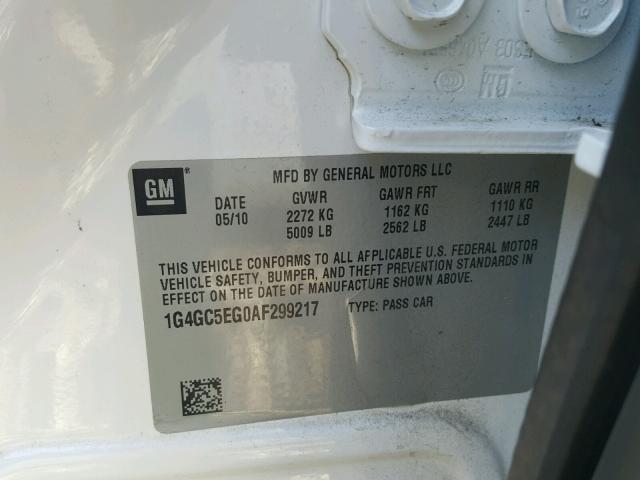 GM
MFD BY GENERAL MOTORS LLC
DATE GVWR GAWR FRT GAWR RR
05/10 2272 KG 1162 KG 1110 KG
5009 LB 2562 LB 2447 LB
THIS VEHICLE CONFORMS TO ALL APPLICABLE U.S. FEDERAL MOTOR
VEHICLE SAFETY, BUMPER, AND THEFT PREVENTION STANDARDS IN
EFFECT ON THE DATE OF MANUFACTURE SHOWN ABOVE.
1G4GC5EG0AF299217 TYPE: PASS CAR